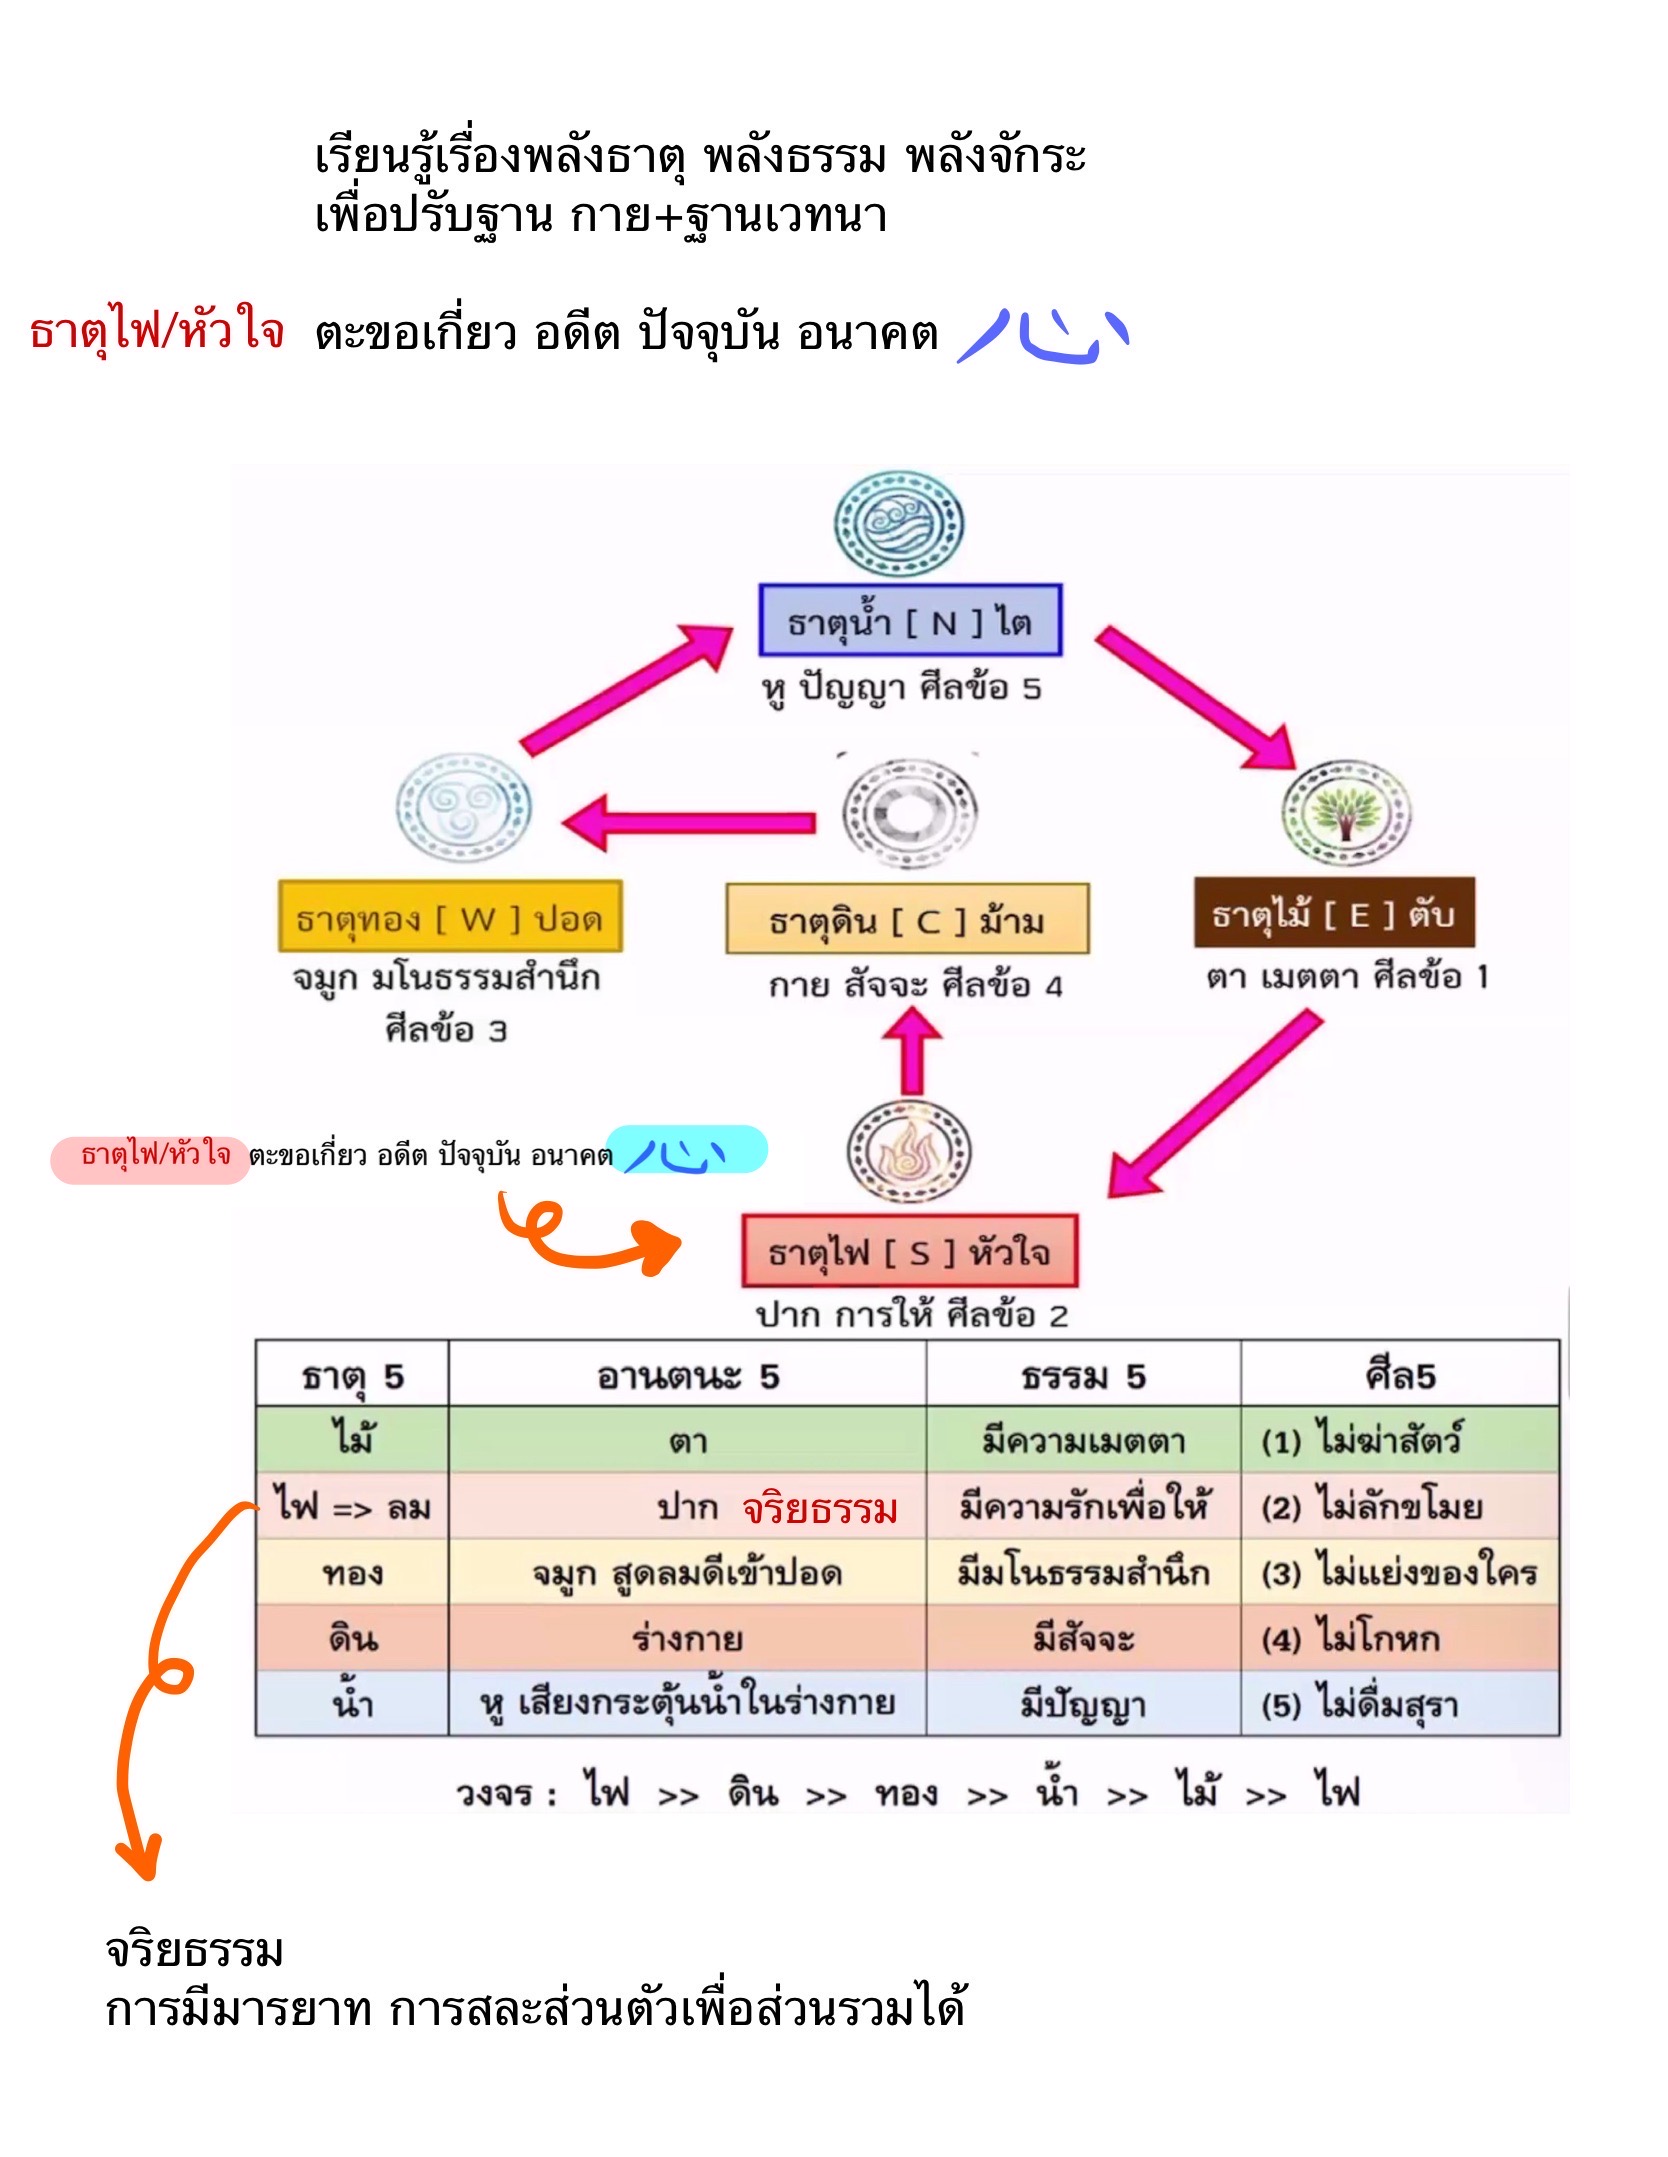 เรียนรู้เรื่องพลังธาตุ พลังธรรม พลังจักระ
เพื่อปรับฐาน กาย+ฐานเวทนา
ธาตุไฟ/หัวใจ ตะขอเกี่ยว อดีต ปัจจุบัน อนาคต 心
ธาตุน้ำ [ N ] ไต
หู ปัญญา ศีลข้อ 5
ธาตุทอง [ W ] ปอด
จมูก มโนธรรมสำนึก
ศีลข้อ 3
ธาตุดิน [ C ] ม้าม
กาย สัจจะ ศีลข้อ 4
ธาตุไม้ [ E ] ตับ
ตา เมตตา ศีลข้อ 1
ธาตุไฟ/หัวใจ ตะขอเกี่ยว อดีต ปัจจุบัน อนาคต 心
ธาตุไฟ [ S ] หัวใจ
ปาก การให้ ศีลข้อ 2
ธาตุ 5 อานตนะ 5 ธรรม 5 ศีล5
ไม้ ตา มีความเมตตา (1) ไม่ฆ่าสัตว์
ไฟ => ลม ปาก จริยธรรม มีความรักเพื่อให้ (2) ไม่ลักขโมย
ทอง จมูก สูดลมดีเข้าปอด มีมโนธรรมสำนึก (3) ไม่แย่งของใคร
ดิน ร่างกาย มีสัจจะ (4) ไม่โกหก
น้ำ หู เสียงกระตุ้นน้ำในร่างกาย มีปัญญา (5) ไม่ดื่มสุรา
วงจร : ไฟ >> ดิน >> ทอง >> น้ำ >> ไม้ >> ไฟ
จริยธรรม
การมีมารยาท การสละส่วนตัวเพื่อส่วนรวมได้